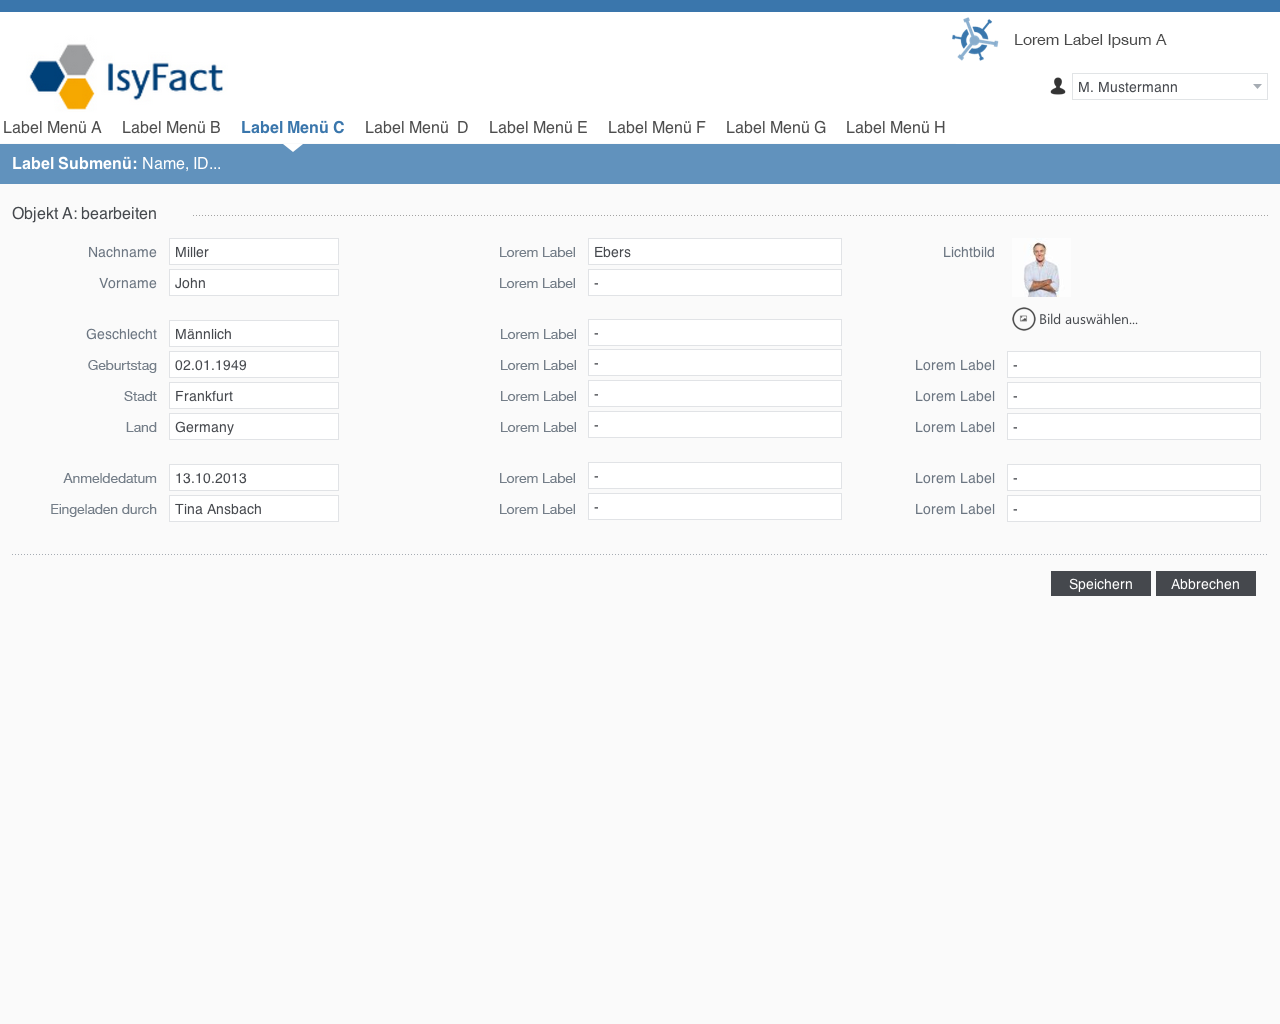 Lorem Label Ipsum A
IsyFact
M. Mustermann
Label Menü A Label Menü B Label Menü C Label Menü D Label Menü E Label Menü F Label Menü G Label Menü H
Label Submenü: Name, ID...
Objekt A: bearbeiten
Nachname Miller Lorem Label Ebers Lichtbild
Vorname John Lorem Label -
Bild auswählen...
Geschlecht Männlich Lorem Label -
Geburtstag 02.01.1949 Lorem Label - Lorem Label -
Stadt Frankfurt Lorem Label - Lorem Label -
Land Germany Lorem Label - Lorem Label -
Anmeldedatum 13.10.2013 Lorem Label - Lorem Label -
Eingeladen durch Tina Ansbach Lorem Label - Lorem Label -
Speichern Abbrechen